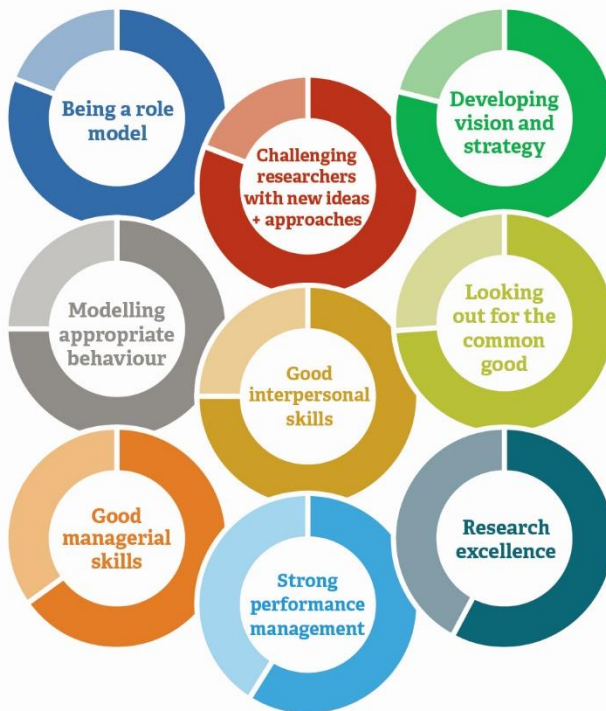 Being a role
model
Challenging
researchers
with new ideas
+ approaches
Developing
vision and
strategy
Modelling
appropriate
behaviour
Good
interpersonal
skills
Looking
out for the
common
good
Good
managerial
skills
Strong
performance
management
Research
excellence